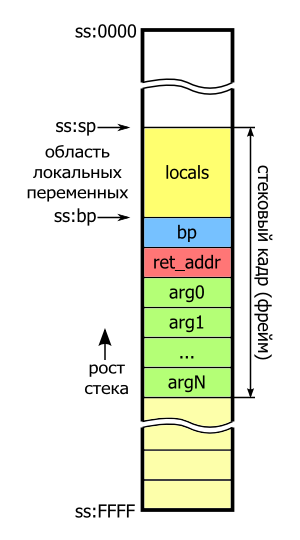 ss:0000
ss:sp
область
локальных
переменных
locals
ss:bp
bp
ret_addr
arg0
arg1
...
argN
рост
стека
стековый кадр (фрейм)
ss:FFFF